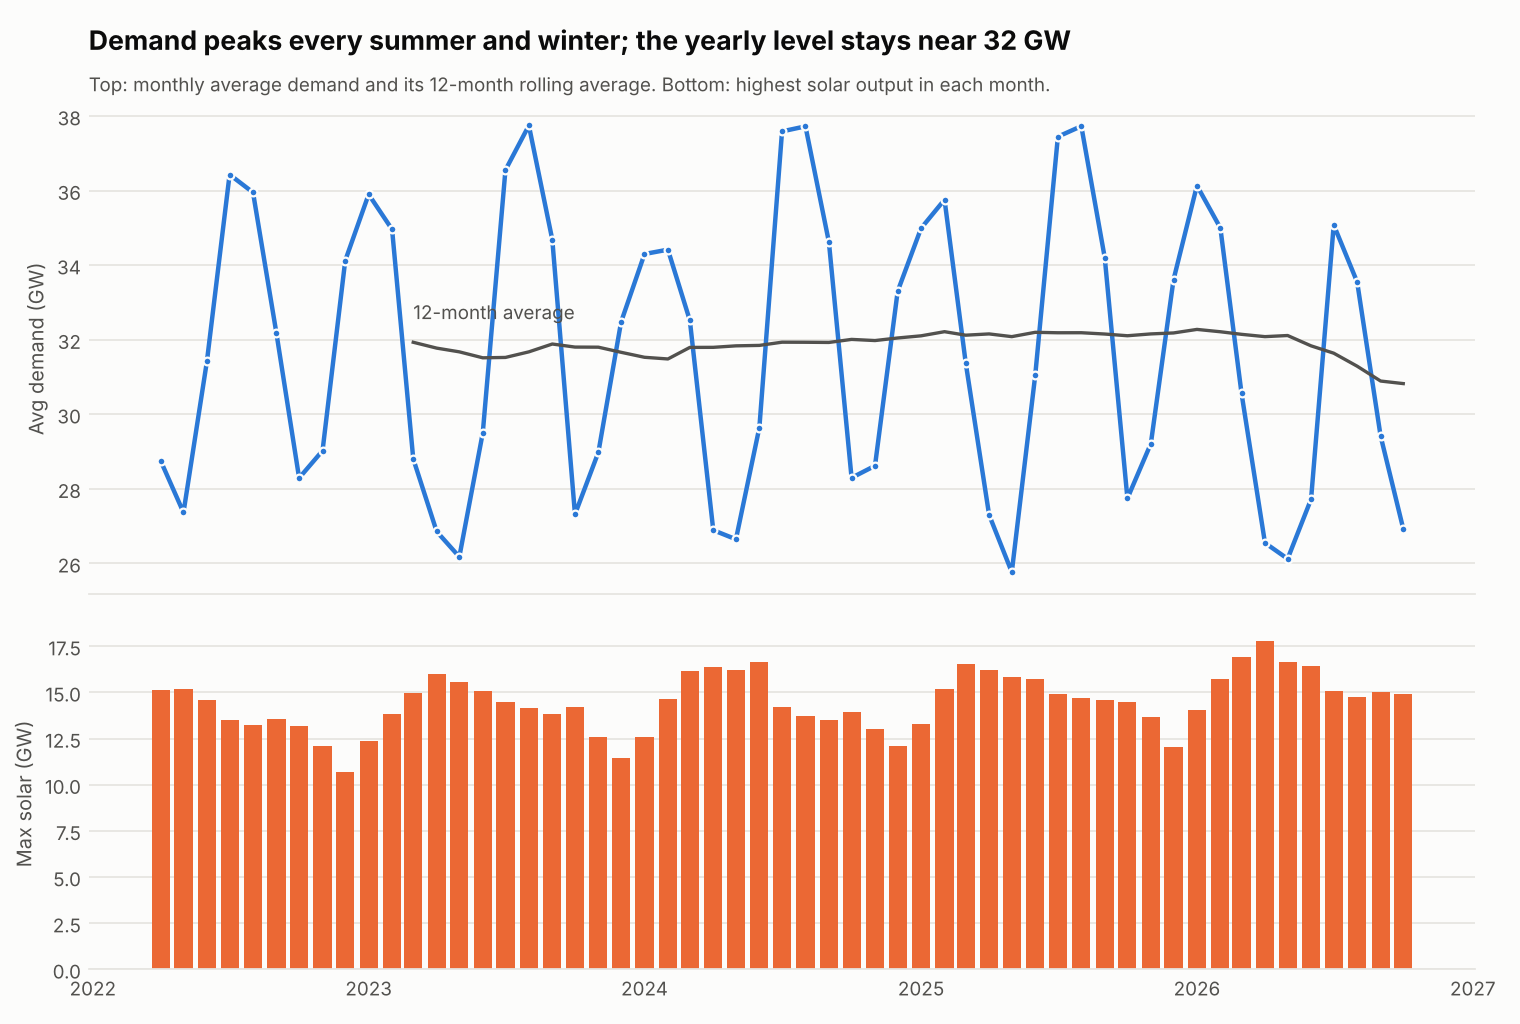 Demand peaks every summer and winter; the yearly level stays near 32 GW
Top: monthly average demand and its 12-month rolling average. Bottom: highest solar output in each month.
Avg demand (GW)
38
36
34
32
30
28
26
12-month average
Max solar (GW)
17.5
15.0
12.5
10.0
7.5
5.0
2.5
0.0
2022 2023 2024 2025 2026 2027